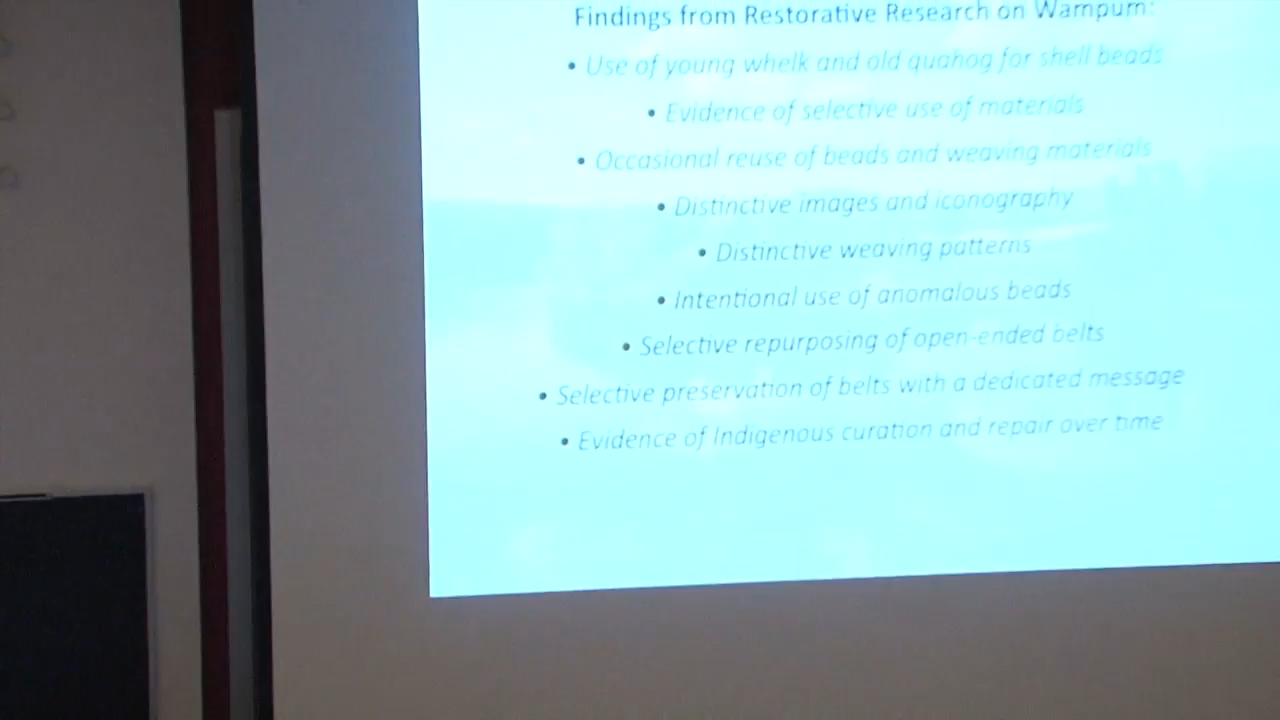 Findings from Restorative Research on Wampum:
• Use of young whelk and old quahog for shell beads
• Evidence of selective use of materials
• Occasional reuse of beads and weaving materials
• Distinctive images and iconography
• Distinctive weaving patterns
• Intentional use of anomalous beads
• Selective repurposing of open-ended belts
• Selective preservation of belts with a dedicated message
• Evidence of Indigenous curation and repair over time